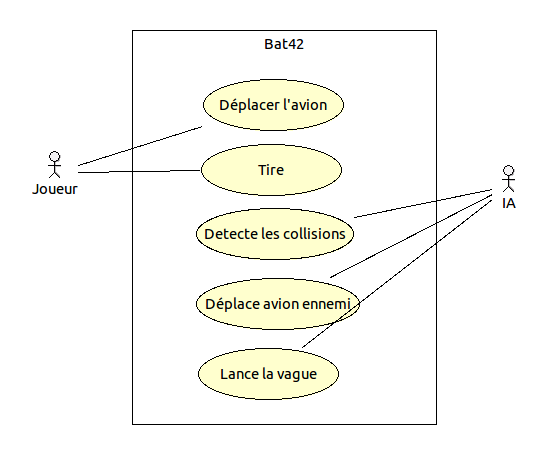 Bat42
Déplacer l'avion
Tire
Joueur
IA
Detecte les collisions
Déplace avion ennemi
Lance la vague